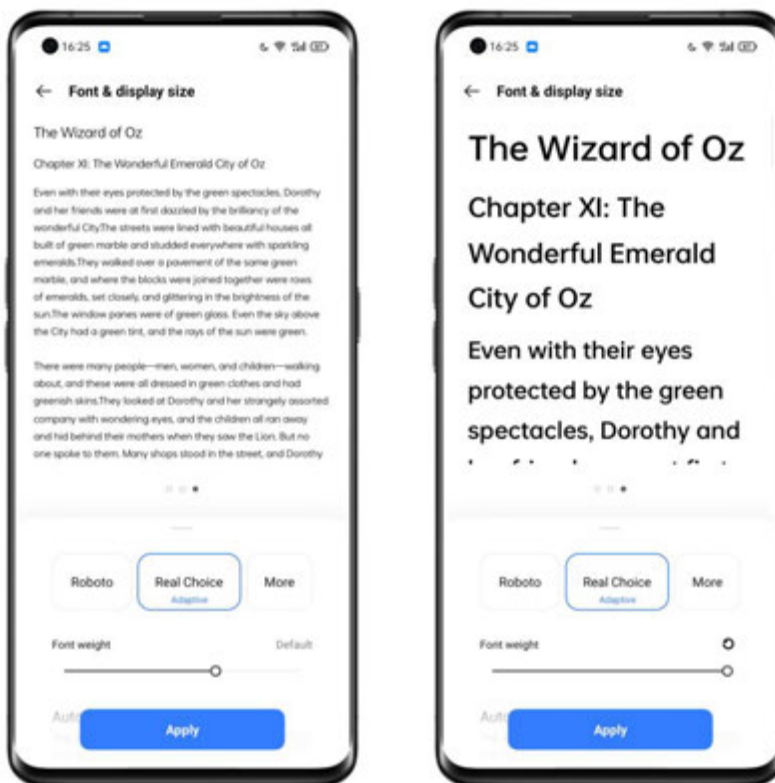 16:25
Font & display size
The Wizard of Oz
Chapter XI: The Wonderful Emerald City of Oz
Even with their eyes protected by the green spectacles, Dorothy
and her friends were at first dazzled by the brilliancy of the
wonderful City.The streets were lined with beautiful houses all
built of green marble and studded everywhere with sparkling
emeralds.They walked over a pavement of the same green
marble, and where the blocks were joined together were rows
of emeralds, set closely, and glittering in the brightness of the
sun.The window panes were of green glass. Even the sky above
the City had a green tint, and the rays of the sun were green.
There were many people—men, women, and children—walking
about, and these were all dressed in green clothes and had
greenish skins.They looked at Dorothy and her strangely assorted
company with wondering eyes, and the children all ran away
and hid behind their mothers when they saw the Lion. But no
one spoke to them. Many shops stood in the street, and Dorothy
Roboto
Real Choice
More
Adaptive
Font weight
Default
Auto
Apply
16:25
Font & display size
The Wizard of Oz
Chapter XI: The
Wonderful Emerald
City of Oz
Even with their eyes
protected by the green
spectacles, Dorothy and
Roboto
Real Choice
More
Adaptive
Font weight
Auto
Apply